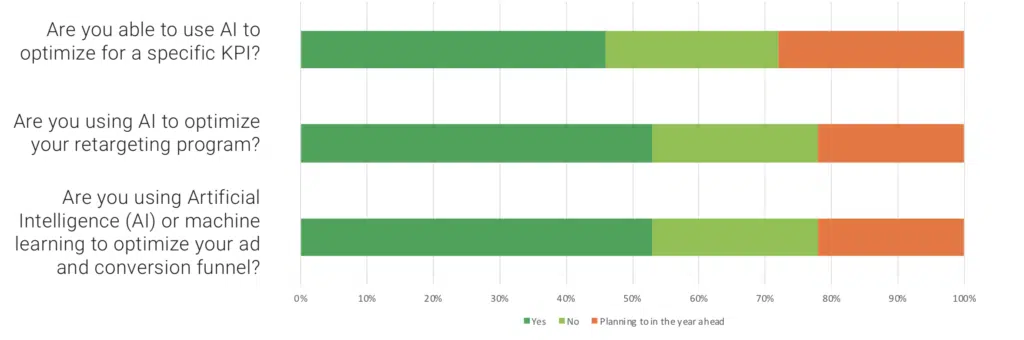 Are you able to use AI to
optimize for a specific KPI?
Are you using AI to optimize
your retargeting program?
Are you using Artificial
Intelligence (AI) or machine
learning to optimize your ad
and conversion funnel?
0% 10% 20% 30% 40% 50% 60% 70% 80% 90% 100%
Yes No Planning to in the year ahead